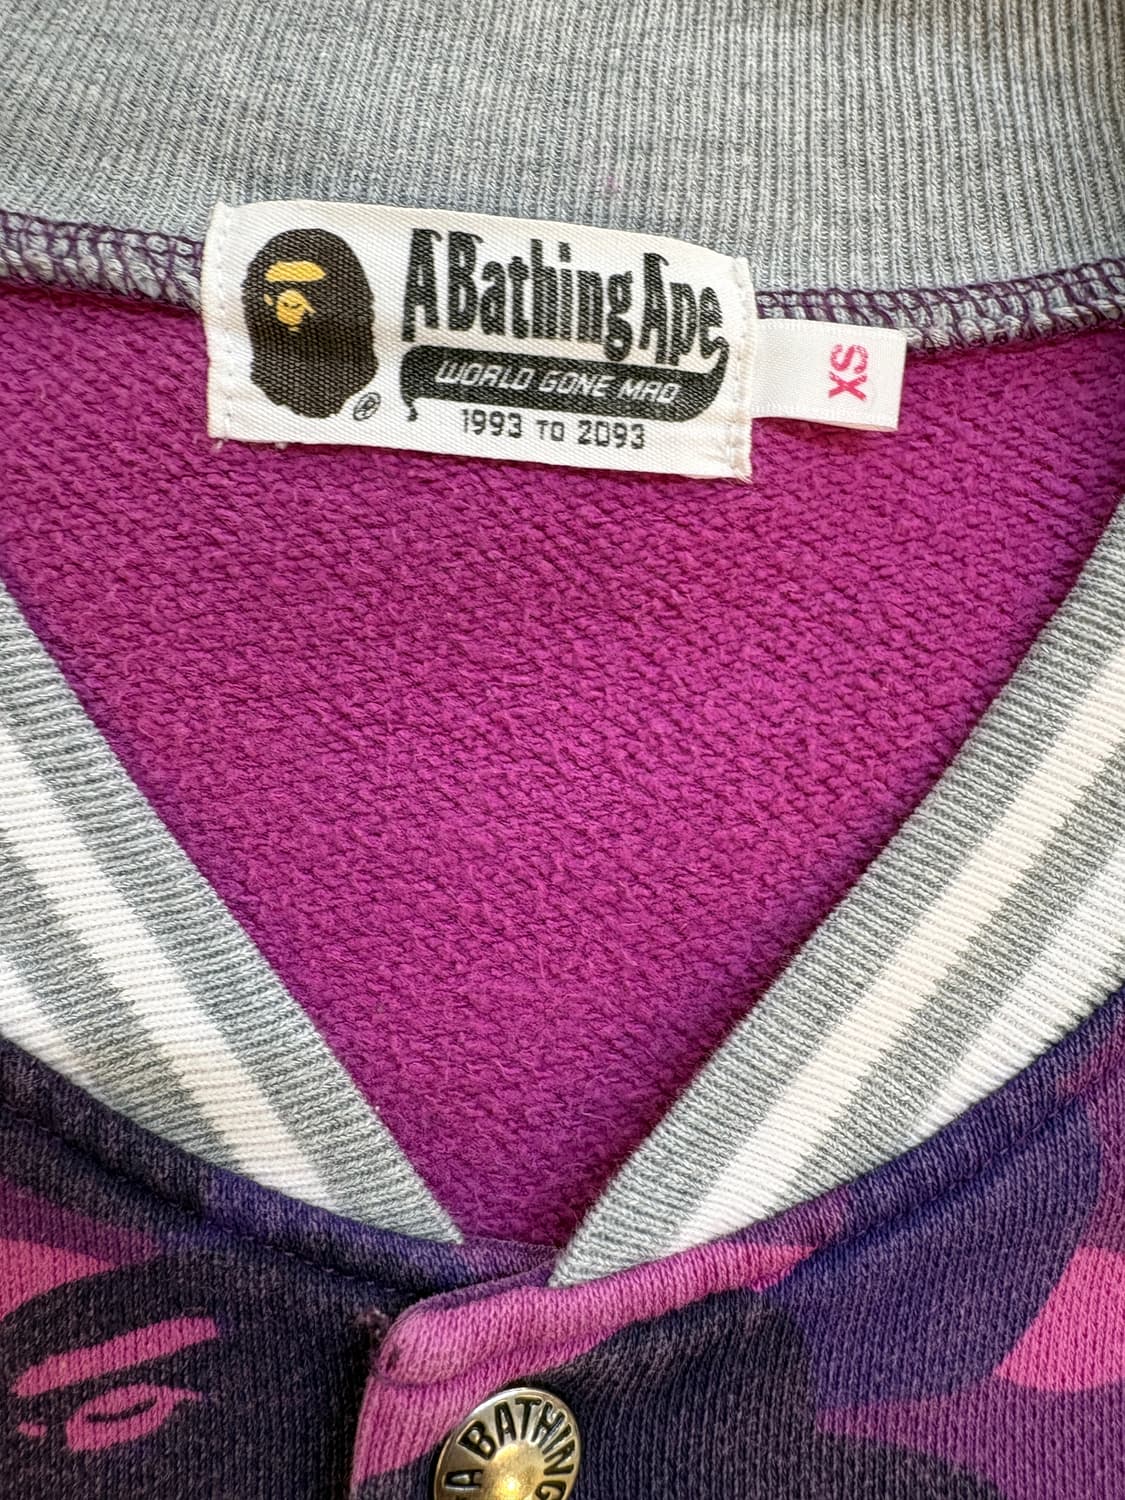 A Bathing Ape
WORLD GONE MAD
1993 TO 2093
®
XS
A BATHING